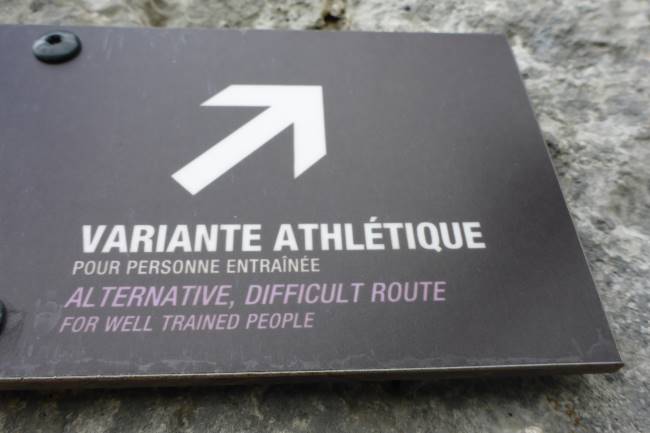 VARIANTE ATHLÉTIQUE
POUR PERSONNE ENTRAÎNÉE
ALTERNATIVE, DIFFICULT ROUTE
FOR WELL TRAINED PEOPLE